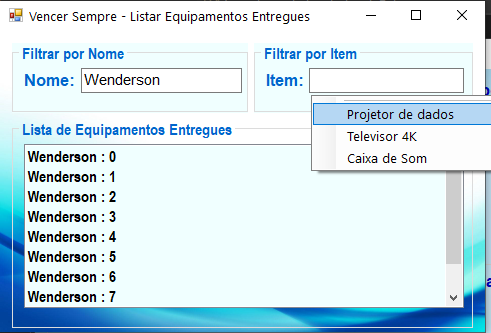 Vencer Sempre - Listar Equipamentos Entregues
Filtrar por Nome
Nome: Wenderson
Filtrar por Item
Item:
Projetor de dados
Televisor 4K
Caixa de Som
Lista de Equipamentos Entregues
Wenderson : 0
Wenderson : 1
Wenderson : 2
Wenderson : 3
Wenderson : 4
Wenderson : 5
Wenderson : 6
Wenderson : 7